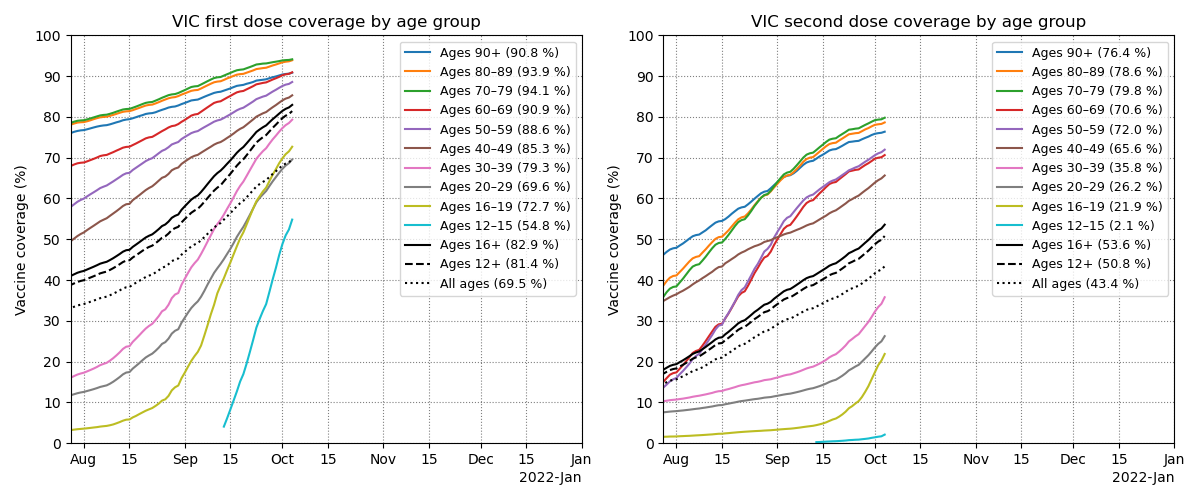 VIC first dose coverage by age group
Vaccine coverage (%)
100
90
80
70
60
50
40
30
20
10
0
Ages 90+ (90.8 %)
Ages 80–89 (93.9 %)
Ages 70–79 (94.1 %)
Ages 60–69 (90.9 %)
Ages 50–59 (88.6 %)
Ages 40–49 (85.3 %)
Ages 30–39 (79.3 %)
Ages 20–29 (69.6 %)
Ages 16–19 (72.7 %)
Ages 12–15 (54.8 %)
Ages 16+ (82.9 %)
Ages 12+ (81.4 %)
All ages (69.5 %)
Aug 15 Sep 15 Oct 15 Nov 15 Dec 15 Jan
2022-Jan
VIC second dose coverage by age group
Vaccine coverage (%)
100
90
80
70
60
50
40
30
20
10
0
Ages 90+ (76.4 %)
Ages 80–89 (78.6 %)
Ages 70–79 (79.8 %)
Ages 60–69 (70.6 %)
Ages 50–59 (72.0 %)
Ages 40–49 (65.6 %)
Ages 30–39 (35.8 %)
Ages 20–29 (26.2 %)
Ages 16–19 (21.9 %)
Ages 12–15 (2.1 %)
Ages 16+ (53.6 %)
Ages 12+ (50.8 %)
All ages (43.4 %)
Aug 15 Sep 15 Oct 15 Nov 15 Dec 15 Jan
2022-Jan